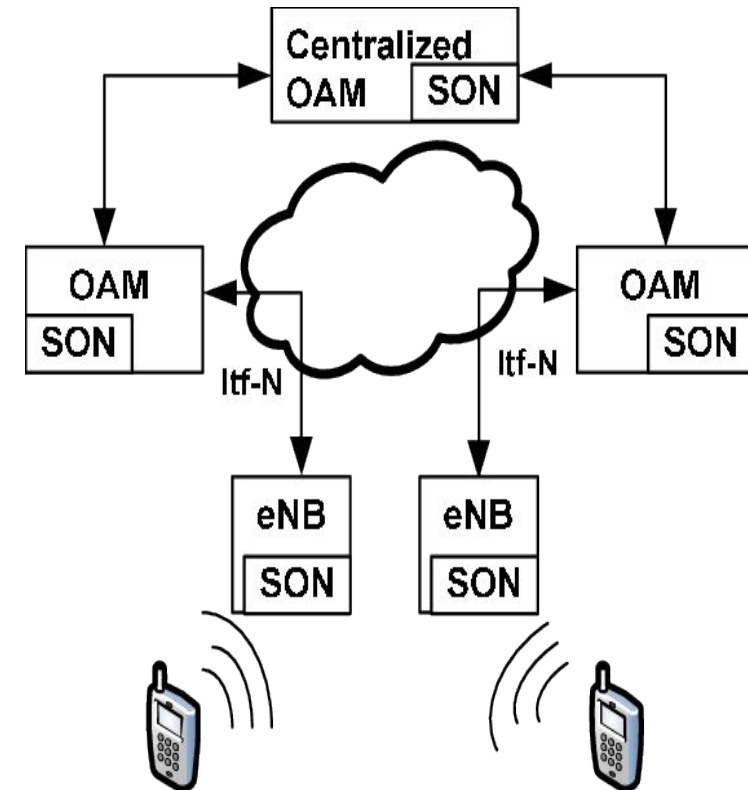 Centralized
OAM SON
OAM
SON
OAM
SON
Itf-N
Itf-N
eNB
SON
eNB
SON